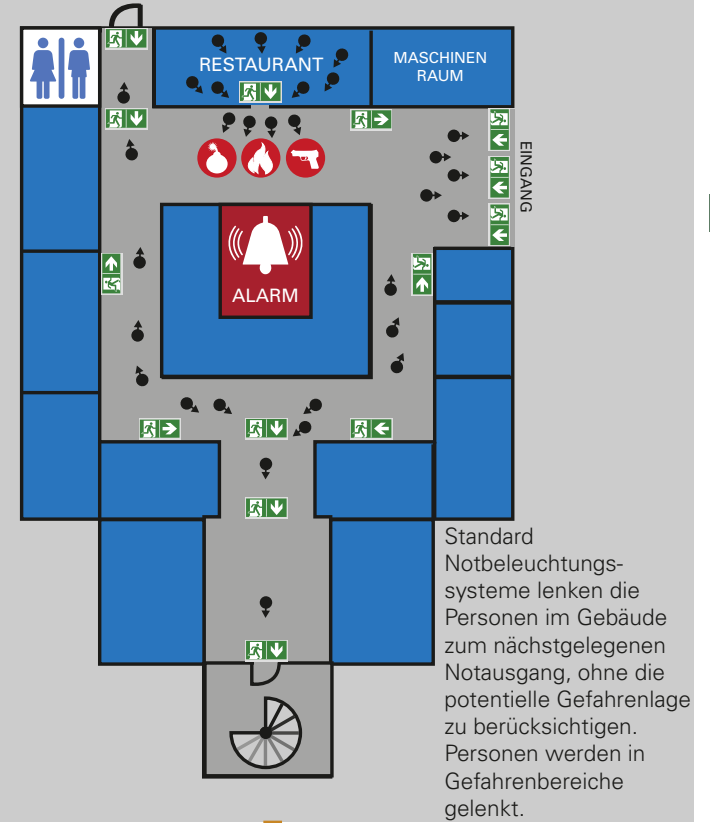 RESTAURANT
MASCHINEN
RAUM
EINGANG
ALARM
Standard
Notbeleuchtungs-
systeme lenken die
Personen im Gebäude
zum nächstgelegenen
Notausgang, ohne die
potentielle Gefahrenlage
zu berücksichtigen.
Personen werden in
Gefahrenbereiche
gelenkt.